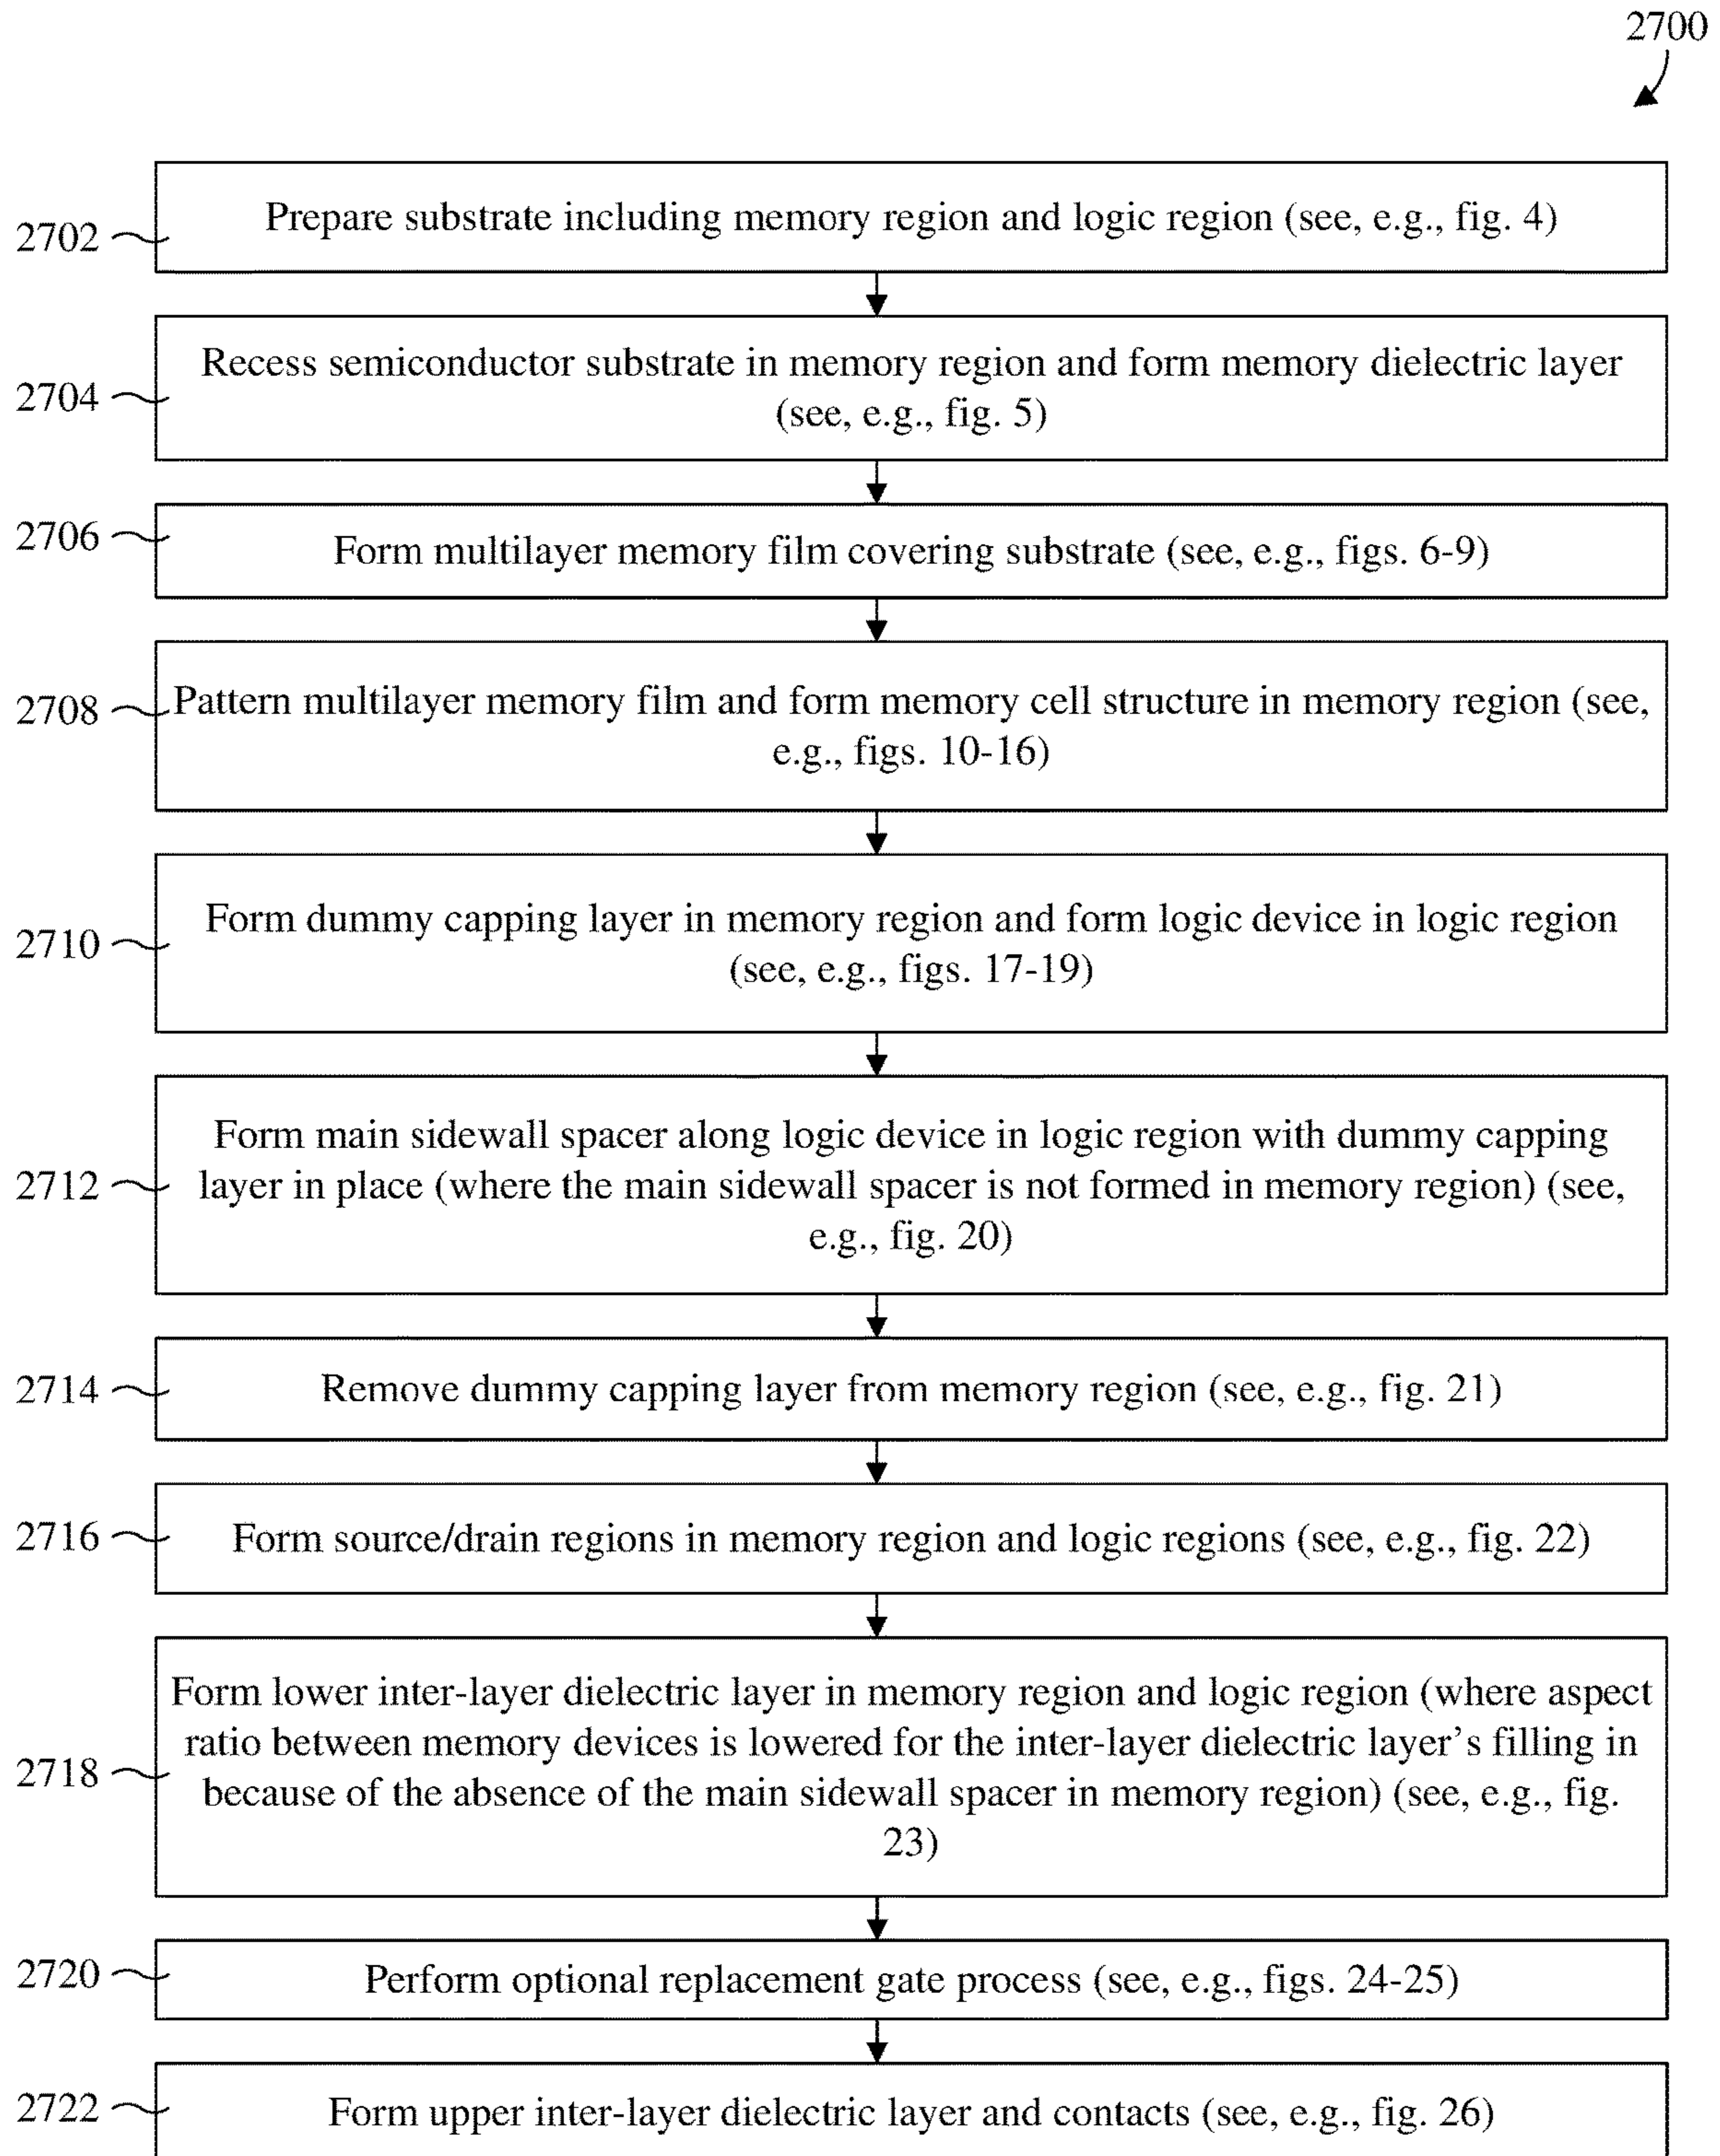 2700
2702
Prepare substrate including memory region and logic region (see, e.g., fig. 4)
2704
Recess semiconductor substrate in memory region and form memory dielectric layer
(see, e.g., fig. 5)
2706
Form multilayer memory film covering substrate (see, e.g., figs. 6-9)
2708
Pattern multilayer memory film and form memory cell structure in memory region (see,
e.g., figs. 10-16)
2710
Form dummy capping layer in memory region and form logic device in logic region
(see, e.g., figs. 17-19)
2712
Form main sidewall spacer along logic device in logic region with dummy capping
layer in place (where the main sidewall spacer is not formed in memory region) (see,
e.g., fig. 20)
2714
Remove dummy capping layer from memory region (see, e.g., fig. 21)
2716
Form source/drain regions in memory region and logic regions (see, e.g., fig. 22)
2718
Form lower inter-layer dielectric layer in memory region and logic region (where aspect
ratio between memory devices is lowered for the inter-layer dielectric layer's filling in
because of the absence of the main sidewall spacer in memory region) (see, e.g., fig.
23)
2720
Perform optional replacement gate process (see, e.g., figs. 24-25)
2722
Form upper inter-layer dielectric layer and contacts (see, e.g., fig. 26)